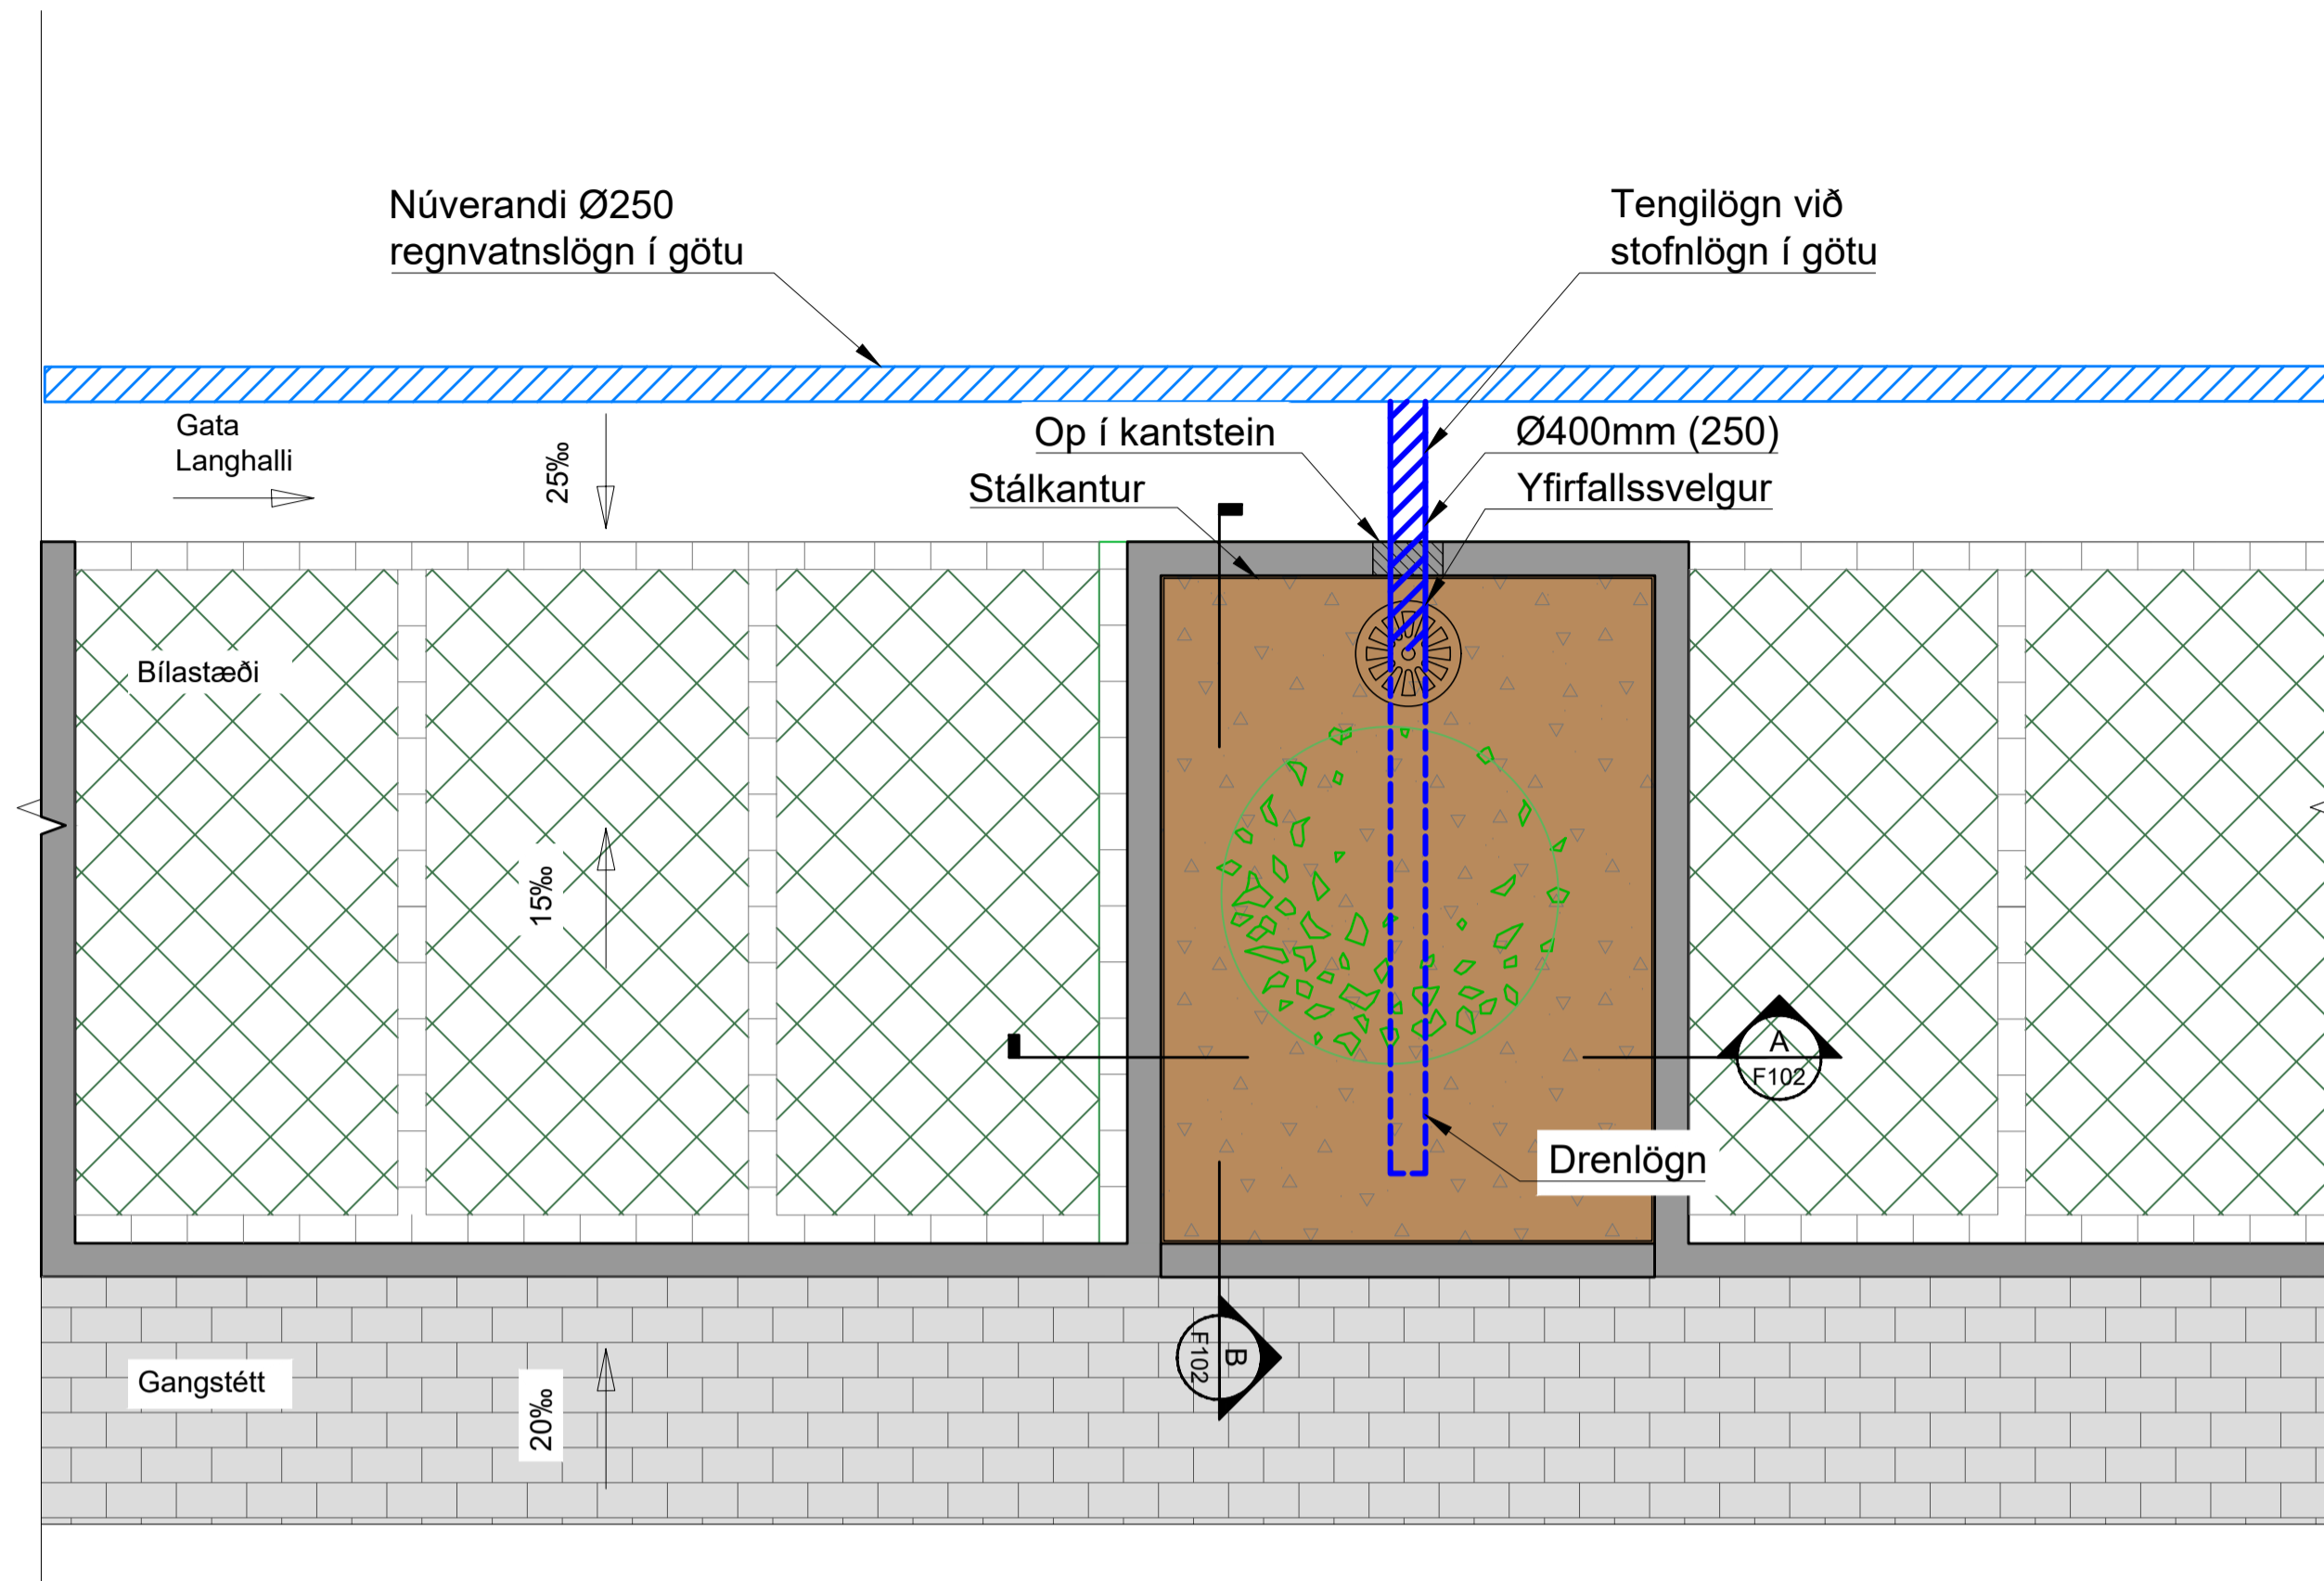 Núverandi Ø250
regnvatnslögn í götu
Tengilögn við
stofnlögn í götu
Gata
Langhalli
25‰
Op í kantstein
Ø400mm (250)
Stálkantur
Yfirfallssvelgur
Bílastæði
15‰
A
F102
Drenlögn
B
F102
Gangstétt
20‰